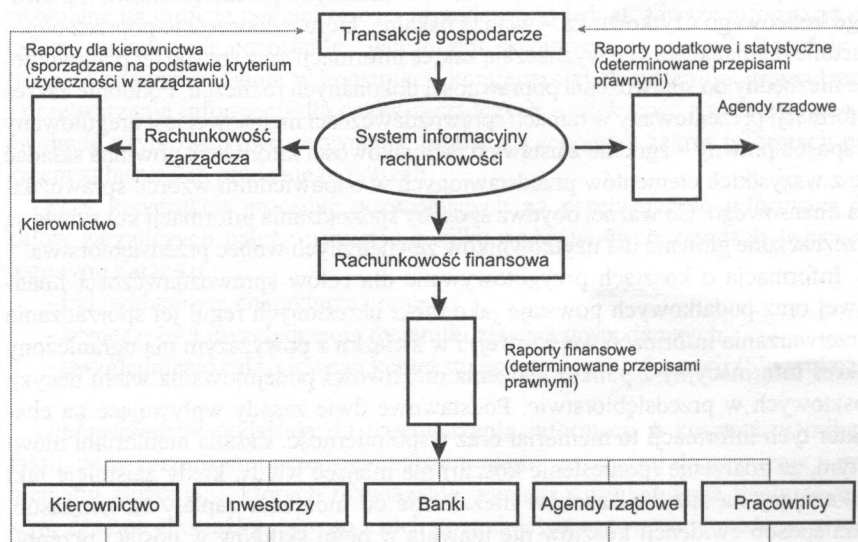 Transakcje gospodarcze
Raporty dla kierownictwa
(sporządzane na podstawie kryterium
użyteczności w zarządzaniu)
Raporty podatkowe i statystyczne
(determinowane przepisami
prawnymi)
Rachunkowość
zarządcza
System informacyjny
rachunkowości
Agendy rządowe
Kierownictwo
Rachunkowość finansowa
Raporty finansowe
(determinowane przepisami
prawnymi)
Kierownictwo
Inwestorzy
Banki
Agendy rządowe
Pracownicy